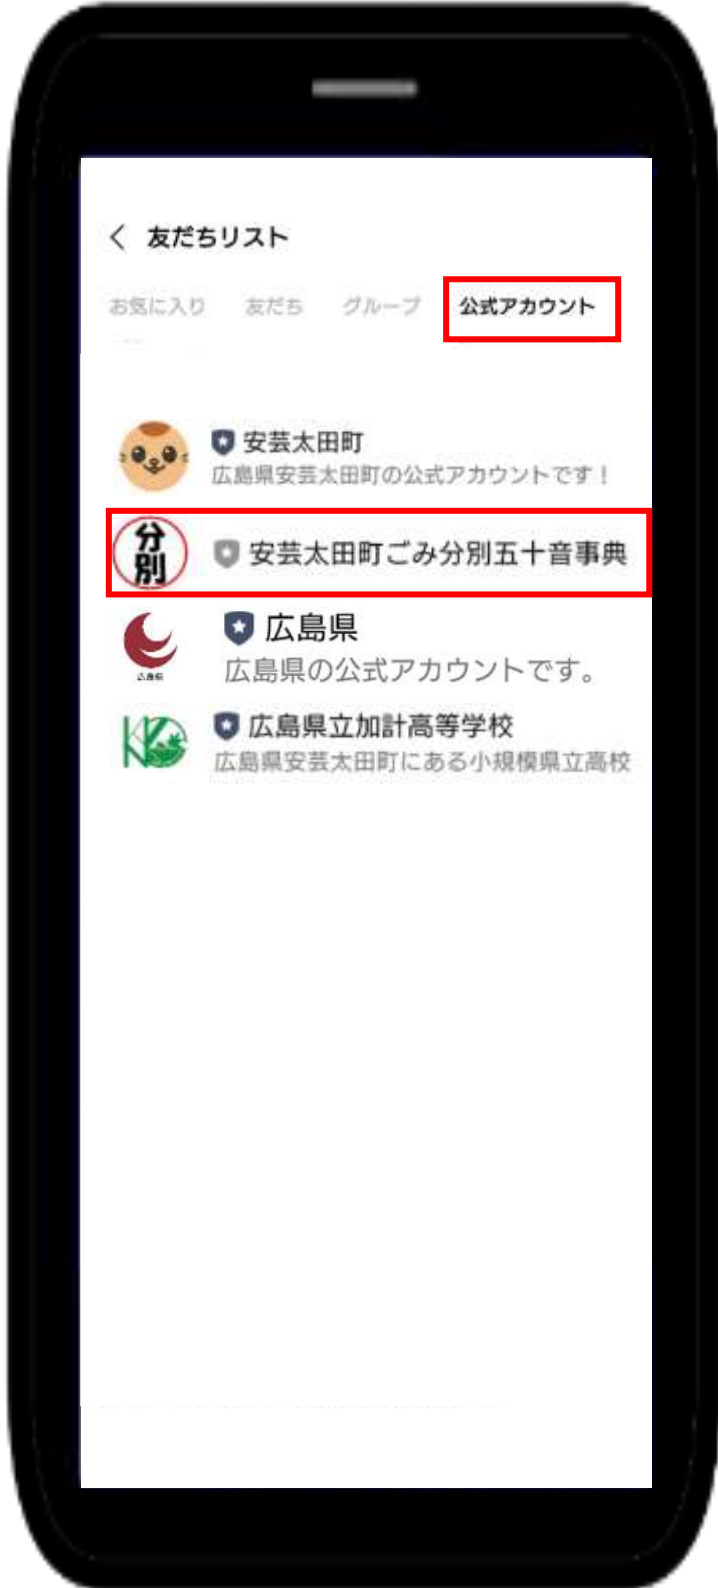 友だちリスト
お気に入り 友だち グループ 公式アカウント
安芸太田町
広島県安芸太田町の公式アカウントです！
分別
安芸太田町ごみ分別五十音事典
広島県
広島県の公式アカウントです。
広島県
広島県立加計高等学校
広島県安芸太田町にある小規模県立高校